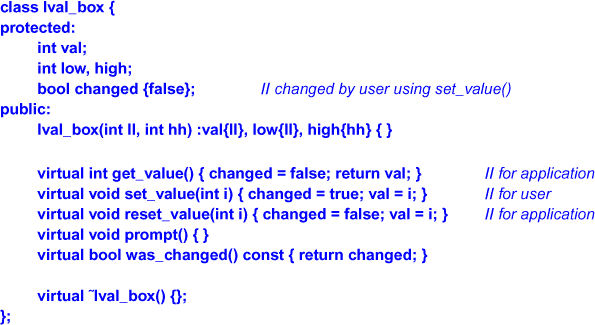 class Ival_box {
protected:
int val;
int low, high;
bool changed {false}; // changed by user using set_value()
public:
Ival_box(int ll, int hh) :val{ll}, low{ll}, high{hh} { }
virtual int get_value() { changed = false; return val; } // for application
virtual void set_value(int i) { changed = true; val = i; } // for user
virtual void reset_value(int i) { changed = false; val = i; } // for application
virtual void prompt() { }
virtual bool was_changed() const { return changed; }
virtual ~Ival_box() {};
};